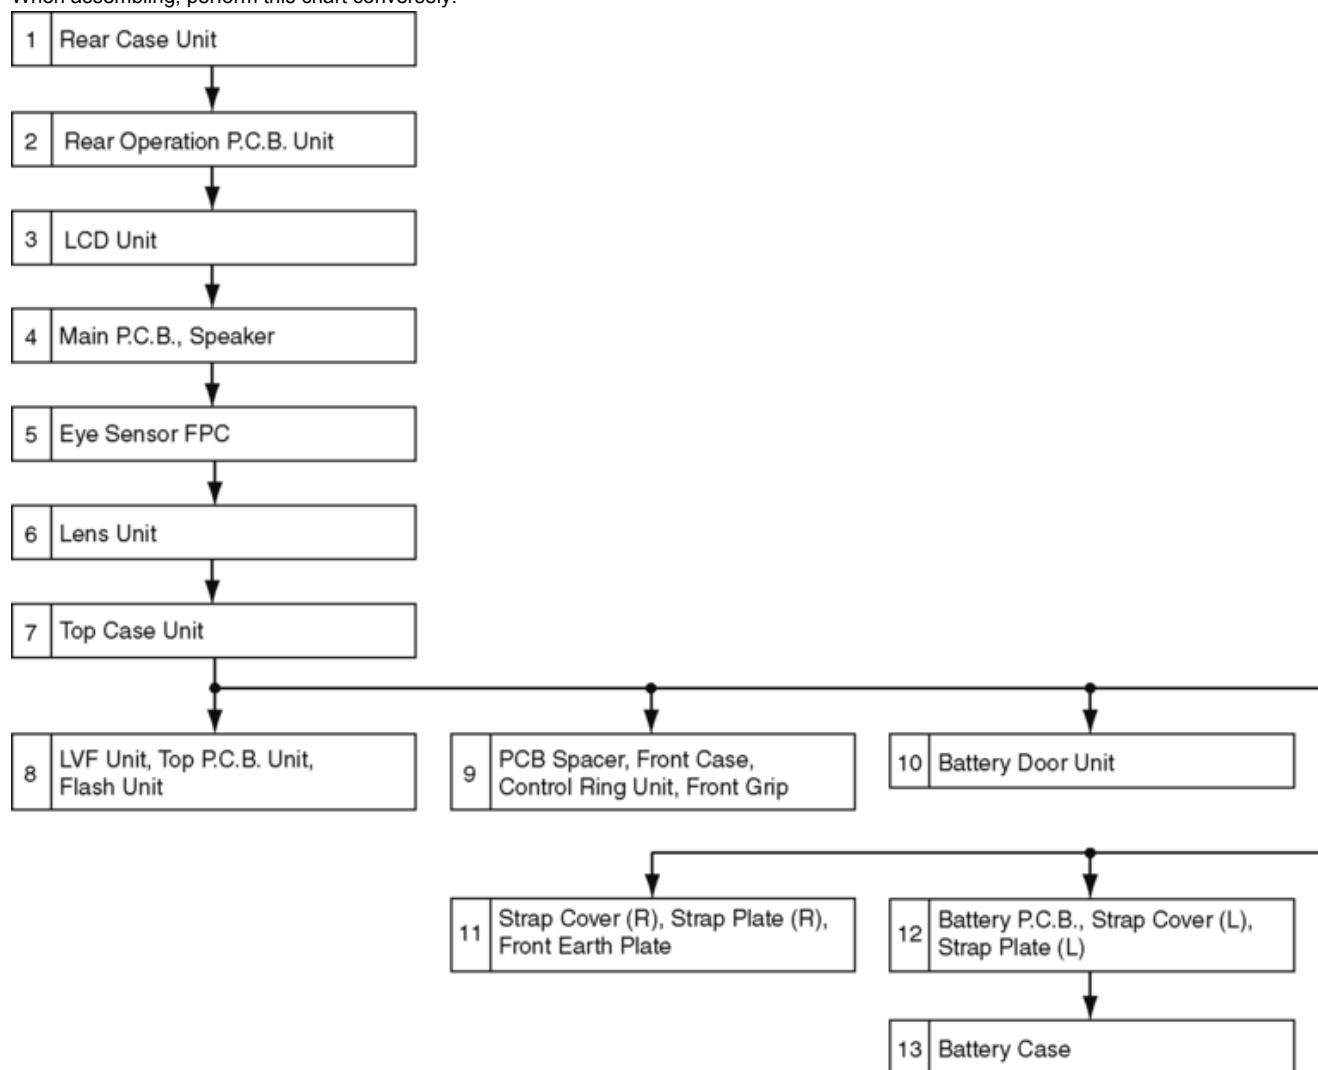 When assembling, perform this chart conversely.
1 Rear Case Unit
2 Rear Operation P.C.B. Unit
3 LCD Unit
4 Main P.C.B., Speaker
5 Eye Sensor FPC
6 Lens Unit
7 Top Case Unit
8 LVF Unit, Top P.C.B. Unit,
Flash Unit
9 PCB Spacer, Front Case,
Control Ring Unit, Front Grip
10 Battery Door Unit
11 Strap Cover (R), Strap Plate (R),
Front Earth Plate
12 Battery P.C.B., Strap Cover (L),
Strap Plate (L)
13 Battery Case